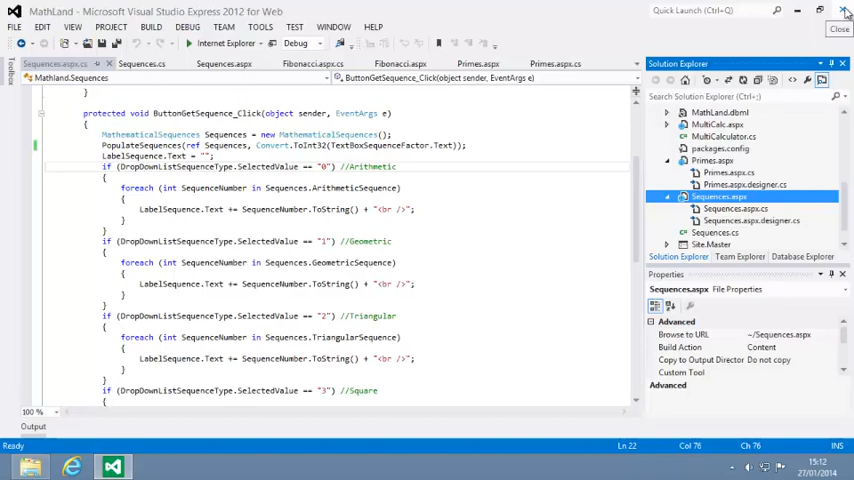 MathLand - Microsoft Visual Studio Express 2012 for Web
Quick Launch (Ctrl+Q)
Close
FILE EDIT VIEW PROJECT BUILD DEBUG TEAM TOOLS TEST WINDOW HELP
Internet Explorer Debug
Sequences.aspx.cs Sequences.cs Sequences.aspx Fibonacci.aspx.cs Fibonacci.aspx Primes.aspx Primes.aspx.cs
Mathland.Sequences ButtonGetSequence_Click(object sender, EventArgs e)
Toolbox
}
protected void ButtonGetSequence_Click(object sender, EventArgs e)
{
MathematicalSequences Sequences = new MathematicalSequences();
PopulateSequences(ref Sequences, Convert.ToInt32(TextBoxSequenceFactor.Text));
LabelSequence.Text = "";
if (DropDownListSequenceType.SelectedValue == "0") //Arithmetic
{
foreach (int SequenceNumber in Sequences.ArithmeticSequence)
{
LabelSequence.Text += SequenceNumber.ToString() + "<br />";
}
}
if (DropDownListSequenceType.SelectedValue == "1") //Geometric
{
foreach (int SequenceNumber in Sequences.GeometricSequence)
{
LabelSequence.Text += SequenceNumber.ToString() + "<br />";
}
}
if (DropDownListSequenceType.SelectedValue == "2") //Triangular
{
foreach (int SequenceNumber in Sequences.TriangularSequence)
{
LabelSequence.Text += SequenceNumber.ToString() + "<br />";
}
}
if (DropDownListSequenceType.SelectedValue == "3") //Square
{
100 %
Output
Solution Explorer
Search Solution Explorer (Ctrl+;)
MathLand.dbml
MultiCalc.aspx
MultiCalculator.cs
packages.config
Primes.aspx
Primes.aspx.cs
Primes.aspx.designer.cs
Sequences.aspx
Sequences.aspx.cs
Sequences.aspx.designer.cs
Sequences.cs
Site.Master
Solution Explorer Team Explorer Database Explorer
Properties
Sequences.aspx File Properties
Advanced
Browse to URL ~/Sequences.aspx
Build Action Content
Copy to Output Director Do not copy
Custom Tool
Advanced
Ready Ln 22 Col 76 Ch 76 INS
15:12
27/01/2014